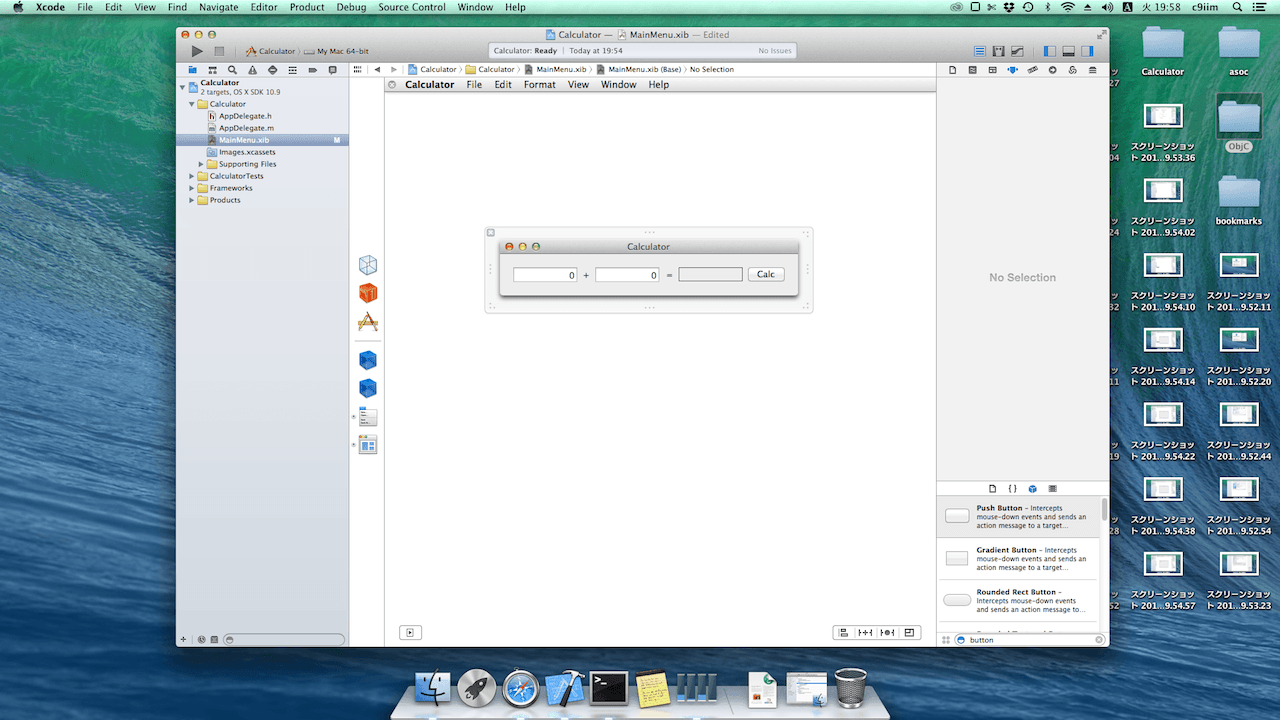 Xcode File Edit View Find Navigate Editor Product Debug Source Control Window Help
A 火 19:58 c9iim
Calculator — MainMenu.xib — Edited
Calculator My Mac 64-bit
Calculator: Ready | Today at 19:54 No Issues
Calculator Calculator MainMenu.xib MainMenu.xib (Base) No Selection
Calculator
2 targets, OS X SDK 10.9
Calculator
AppDelegate.h
AppDelegate.m
MainMenu.xib M
Images.xcassets
Supporting Files
CalculatorTests
Frameworks
Products
Calculator File Edit Format View Window Help
Calculator
0 + 0 = Calc
No Selection
Push Button - Intercepts
mouse-down events and sends an
action message to a target...
Gradient Button - Intercepts
mouse-down events and sends an
action message to a target...
Rounded Rect Button -
Intercepts mouse-down events
and sends an action message to...
button
Calculator
asoc
スクリーンショッ
ト 201...9.53.36
ObjC
スクリーンショッ
ト 201...9.54.02
bookmarks
スクリーンショッ
ト 201...9.54.10
スクリーンショッ
ト 201...9.52.11
スクリーンショッ
ト 201...9.54.14
スクリーンショッ
ト 201...9.52.20
スクリーンショッ
ト 201...9.54.22
スクリーンショッ
ト 201...9.52.44
スクリーンショッ
ト 201...9.54.38
スクリーンショッ
ト 201...9.52.54
スクリーンショッ
ト 201...9.54.57
スクリーンショッ
ト 201...9.53.23